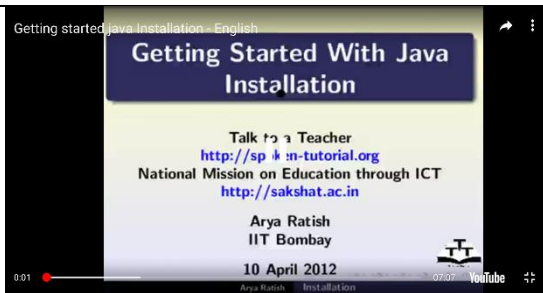 Getting started java Installation - English
Getting Started With Java
Installation
Talk to a Teacher
http://spoken-tutorial.org
National Mission on Education through ICT
http://sakshat.ac.in
Arya Ratish
IIT Bombay
10 April 2012
0:01
07:07
YouTube
Arya Ratish Installation